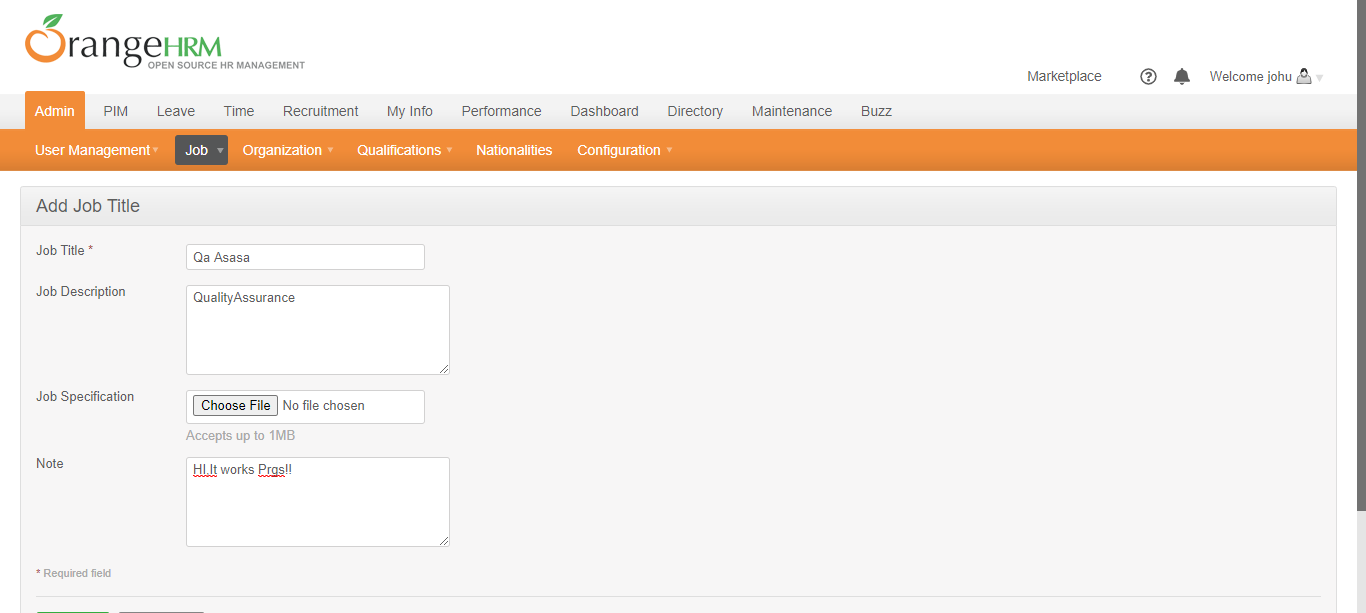 OrangeHRM
OPEN SOURCE HR MANAGEMENT
Marketplace ? Welcome johu
Admin PIM Leave Time Recruitment My Info Performance Dashboard Directory Maintenance Buzz
User Management Job Organization Qualifications Nationalities Configuration
Add Job Title
Job Title * Qa Asasa
Job Description QualityAssurance
Job Specification Choose File No file chosen
Accepts up to 1MB
Note HI,It works Prgs!!
* Required field